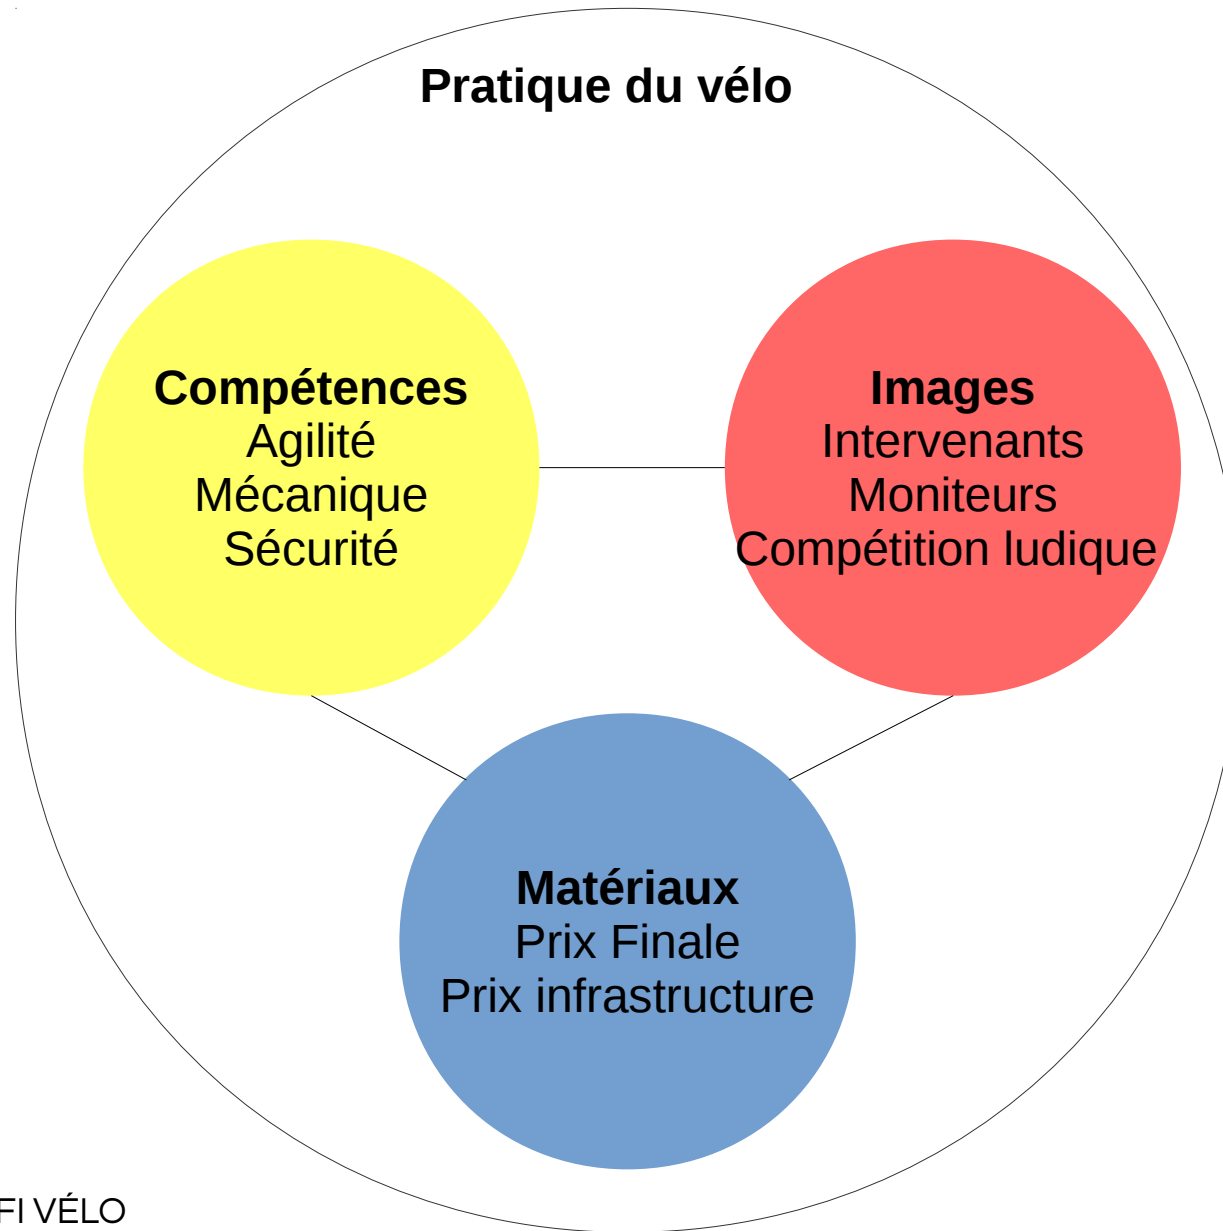 Pratique du vélo
Compétences
Agilité
Mécanique
Sécurité
Images
Intervenants
Moniteurs
Compétition ludique
Matériaux
Prix Finale
Prix infrastructure
FI VÉLO